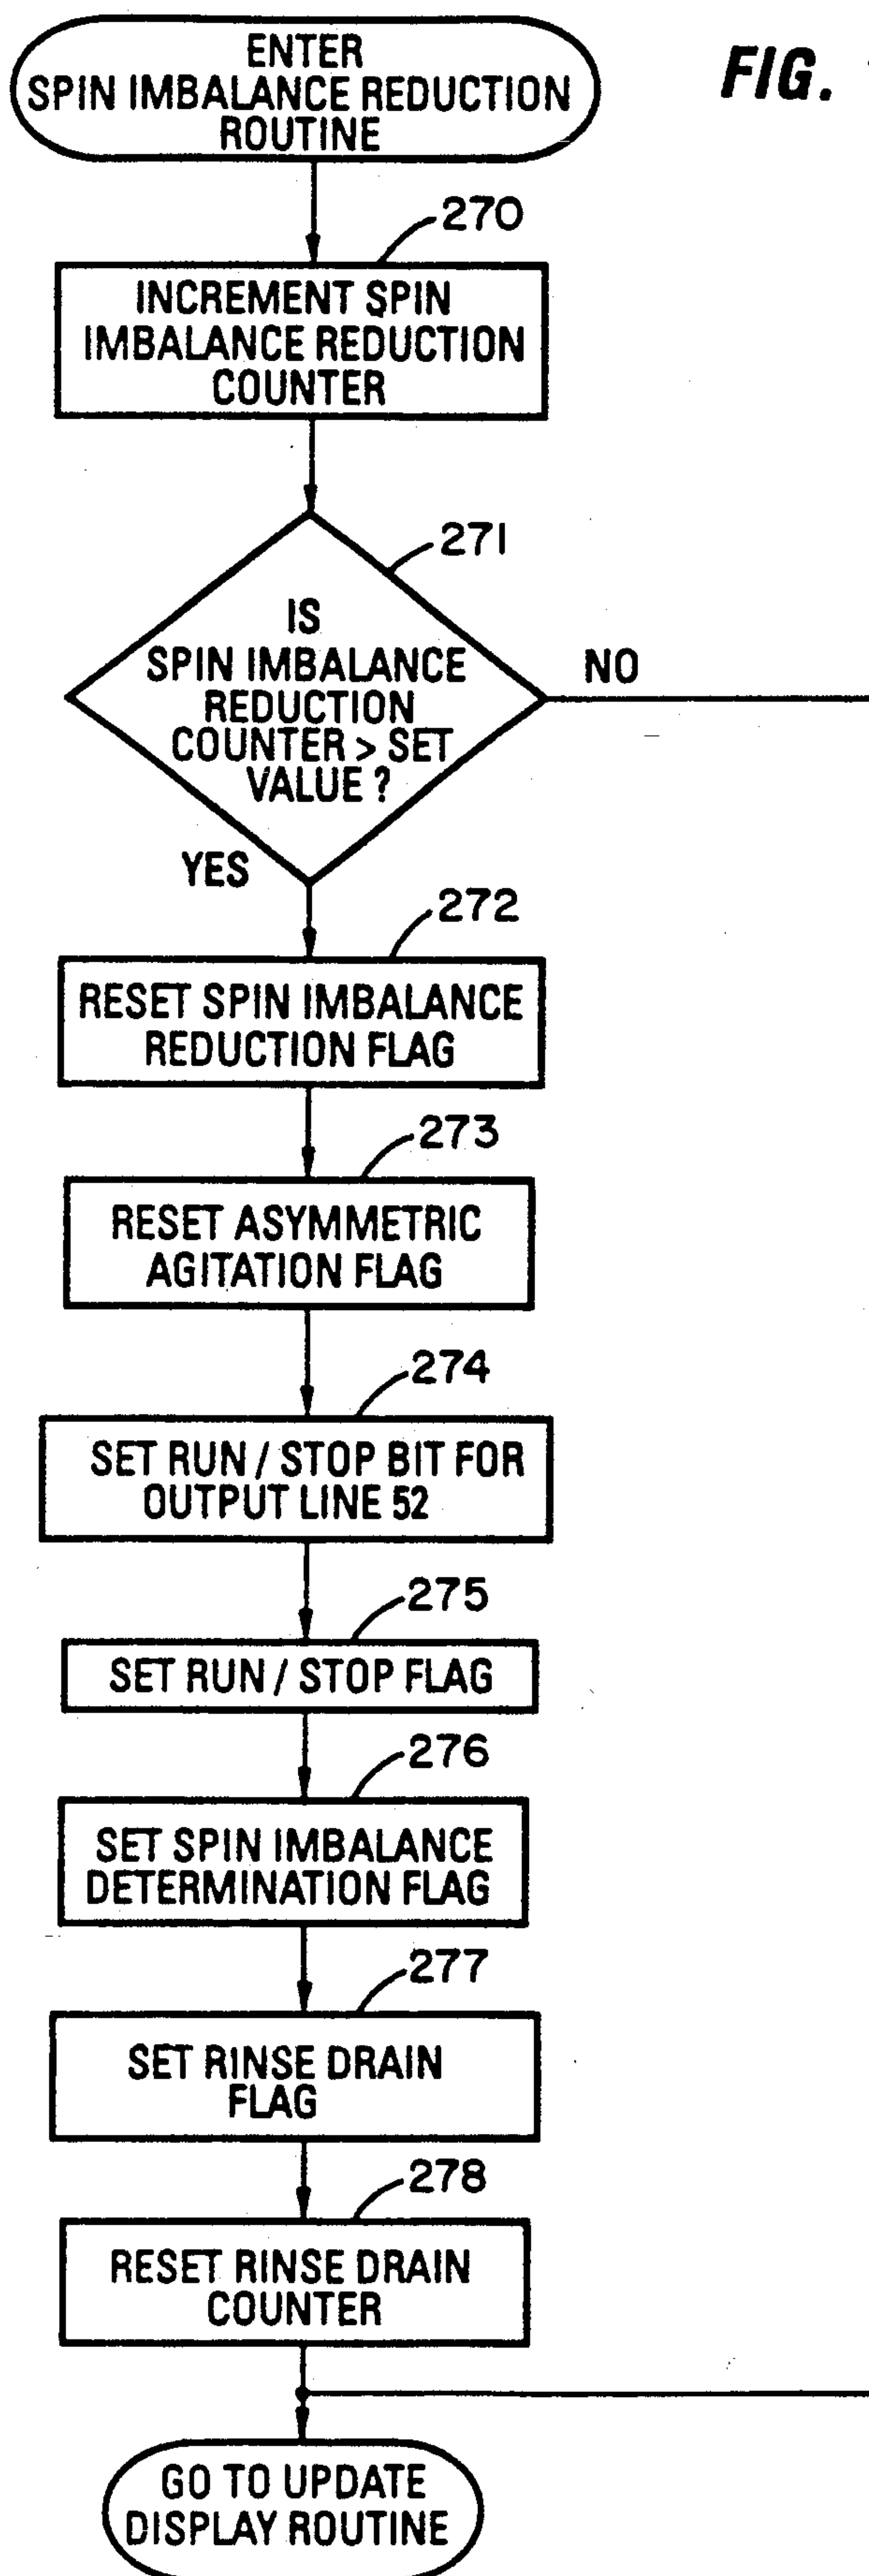 ENTER
SPIN IMBALANCE REDUCTION
ROUTINE
FIG.
270
INCREMENT SPIN
IMBALANCE REDUCTION
COUNTER
271
IS
SPIN IMBALANCE
REDUCTION
COUNTER > SET
VALUE ?
NO
YES
272
RESET SPIN IMBALANCE
REDUCTION FLAG
273
RESET ASYMMETRIC
AGITATION FLAG
274
SET RUN / STOP BIT FOR
OUTPUT LINE 52
275
SET RUN / STOP FLAG
276
SET SPIN IMBALANCE
DETERMINATION FLAG
277
SET RINSE DRAIN
FLAG
278
RESET RINSE DRAIN
COUNTER
GO TO UPDATE
DISPLAY ROUTINE